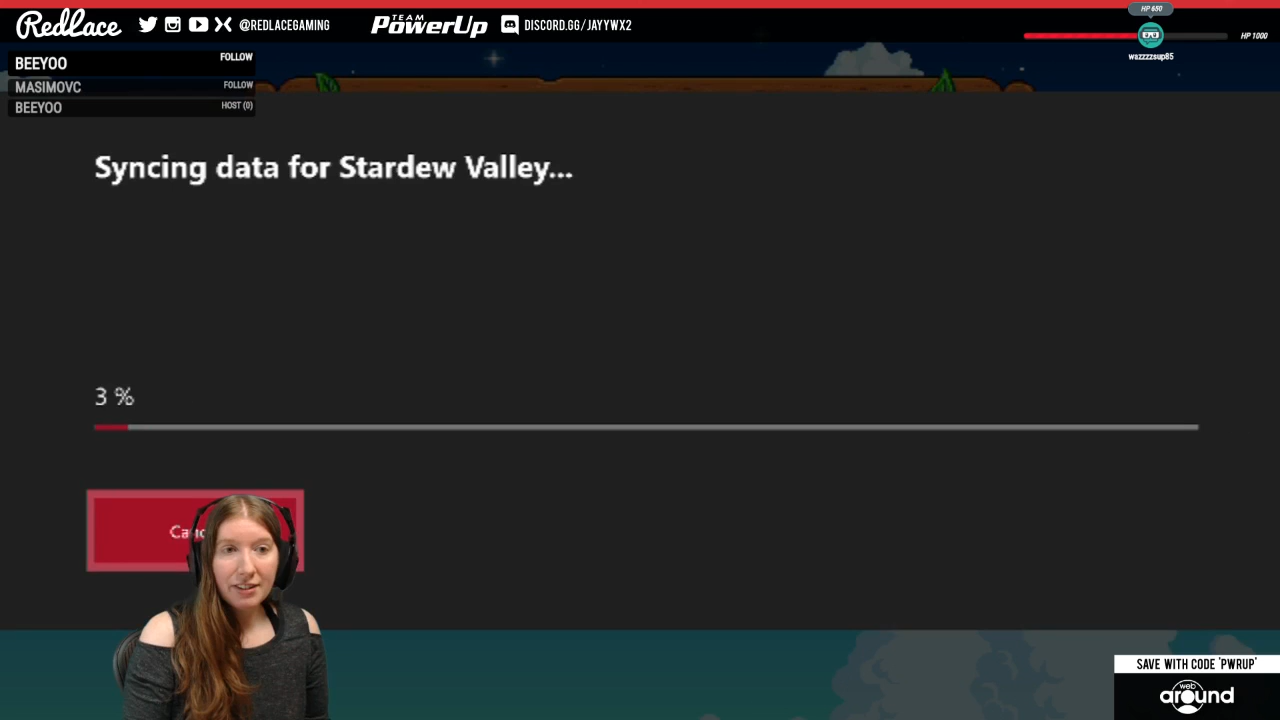 RedLace
@REDLACEGAMING
TEAM
PowerUp
DISCORD.GG/JAYYWX2
HP 650
HP 1000
wazzzzsup85
BEEYOO FOLLOW
MASIMOVC FOLLOW
BEEYOO HOST (0)
Syncing data for Stardew Valley...
3 %
SAVE WITH CODE 'PWRUP'
web
around